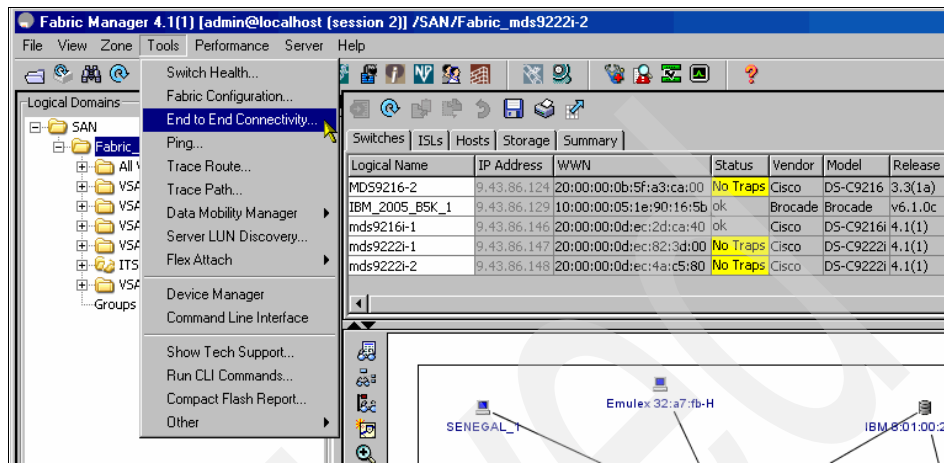 Fabric Manager 4.1(1) [admin@localhost (session 2)] /SAN/Fabric_mds9222i-2
File View Zone Tools Performance Server Help
Logical Domains
SAN
Fabric_
All
VSA
VSA
VSA
VSA
ITS
VSA
Groups
Switch Health...
Fabric Configuration...
End to End Connectivity...
Ping...
Trace Route...
Trace Path...
Data Mobility Manager
Server LUN Discovery...
Flex Attach
Device Manager
Command Line Interface
Show Tech Support...
Run CLI Commands...
Compact Flash Report...
Other
Switches ISLs Hosts Storage Summary
Logical Name IP Address WWN Status Vendor Model Release
MDS9216-2 9.43.86.124 20:00:00:0b:5f:a3:ca:00 No Traps Cisco DS-C9216 3.3(1a)
IBM_2005_B5K_1 9.43.86.129 10:00:00:05:1e:90:16:5b ok Brocade Brocade v6.1.0c
mds9216i-1 9.43.86.146 20:00:00:0d:ec:2d:ca:40 ok Cisco DS-C9216i 4.1(1)
mds9222i-1 9.43.86.147 20:00:00:0d:ec:82:3d:00 No Traps Cisco DS-C9222i 4.1(1)
mds9222i-2 9.43.86.148 20:00:00:0d:ec:4a:c5:80 No Traps Cisco DS-C9222i 4.1(1)
Emulex 32:a7:fb-H
SENEGAL_1
IBM 8:01:00:2